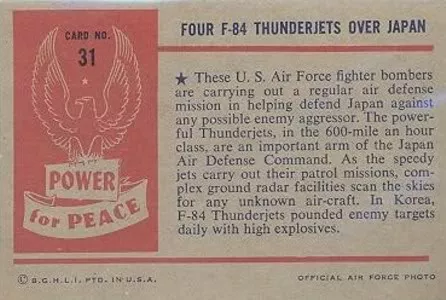 CARD NO.
31
POWER
for PEACE
FOUR F-84 THUNDERJETS OVER JAPAN
★ These U. S. Air Force fighter bombers
are carrying out a regular air defense
mission in helping defend Japan against
any possible enemy aggressor. The power-
ful Thunderjets, in the 600-mile an hour
class, are an important arm of the Japan
Air Defense Command. As the speedy
jets carry out their patrol missions, com-
plex ground radar facilities scan the skies
for any unknown air-craft. In Korea,
F-84 Thunderjets pounded enemy targets
daily with high explosives.
© B.G.H.L.I. PTD. IN U.S.A.
OFFICIAL AIR FORCE PHOTO